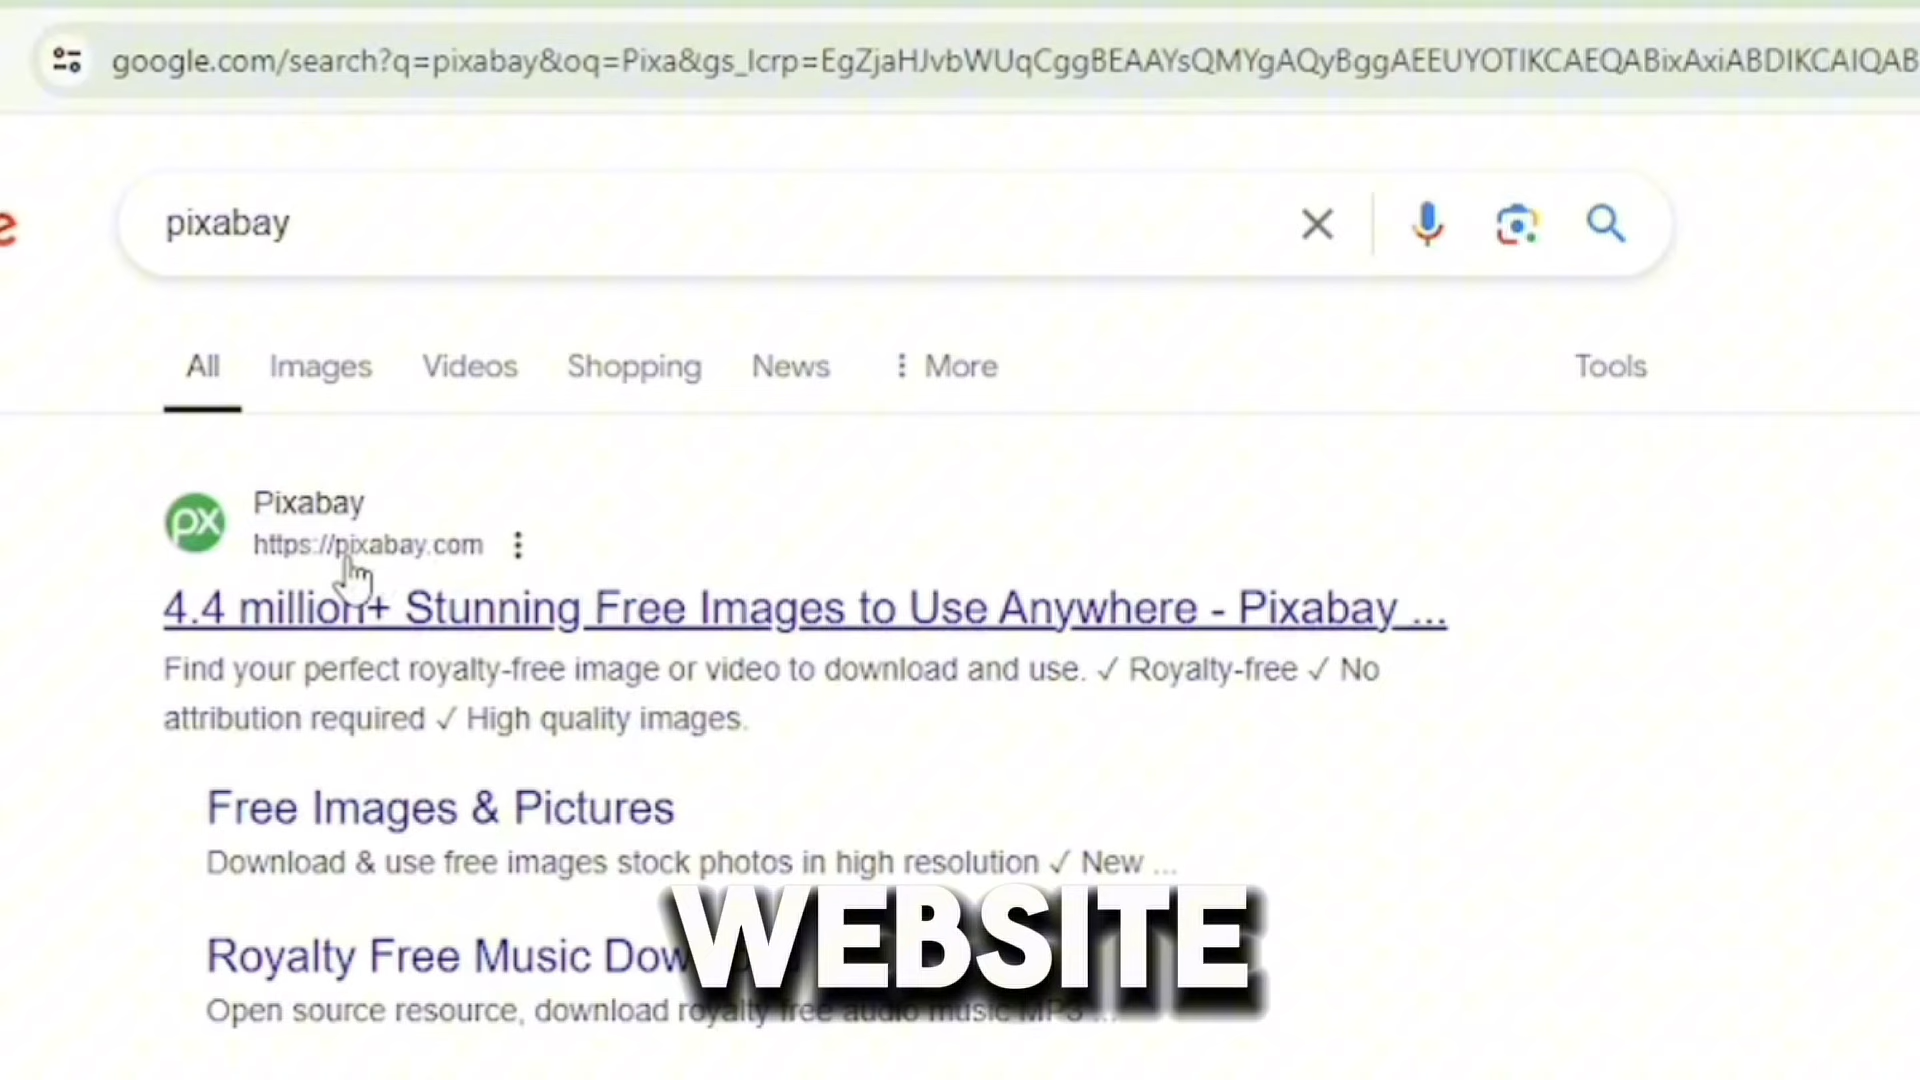 google.com/search?q=pixabay&oq=Pixa&gs_lcrp=EgZjaHJvbWUqCggBEAAYsQMYgAQyBggAEEUYOTIKCAEQABixAxiABDIKCAIQAB
e
pixabay
All Images Videos Shopping News More Tools
px
Pixabay
https://pixabay.com
4.4 million+ Stunning Free Images to Use Anywhere - Pixabay ...
Find your perfect royalty-free image or video to download and use. ✓ Royalty-free ✓ No
attribution required ✓ High quality images.
Free Images & Pictures
Download & use free images stock photos in high resolution ✓ New ...
WEBSITE
Royalty Free Music Dow
Open source resource, download royalty free audio music MP3 ...